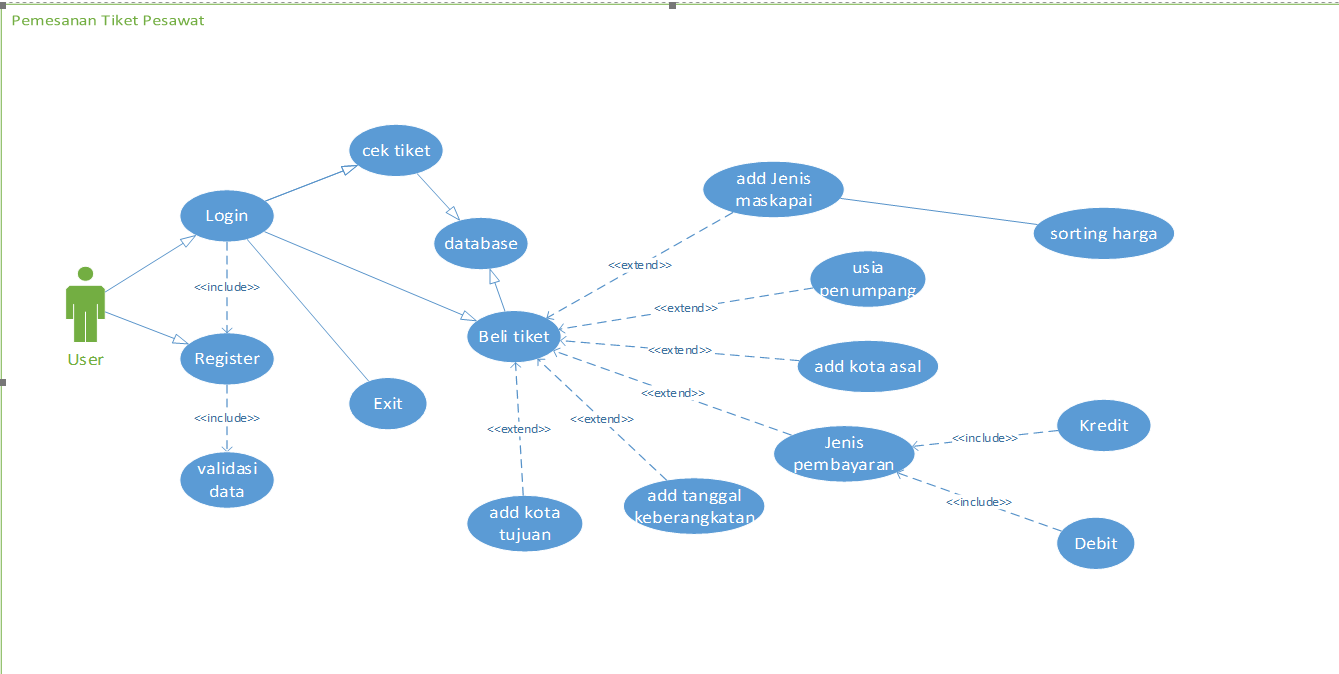 Pemesanan Tiket Pesawat
cek tiket
Login
database
add Jenis
maskapai
sorting harga
<<extend>>
usia
penumpang
<<include>>
<<extend>>
User
Register
Beli tiket
<<extend>>
add kota asal
<<extend>>
Exit
<<include>>
<<extend>>
<<extend>>
Jenis
pembayaran
<<include>>
Kredit
validasi
data
add kota
tujuan
add tanggal
keberangkatan
<<include>>
Debit